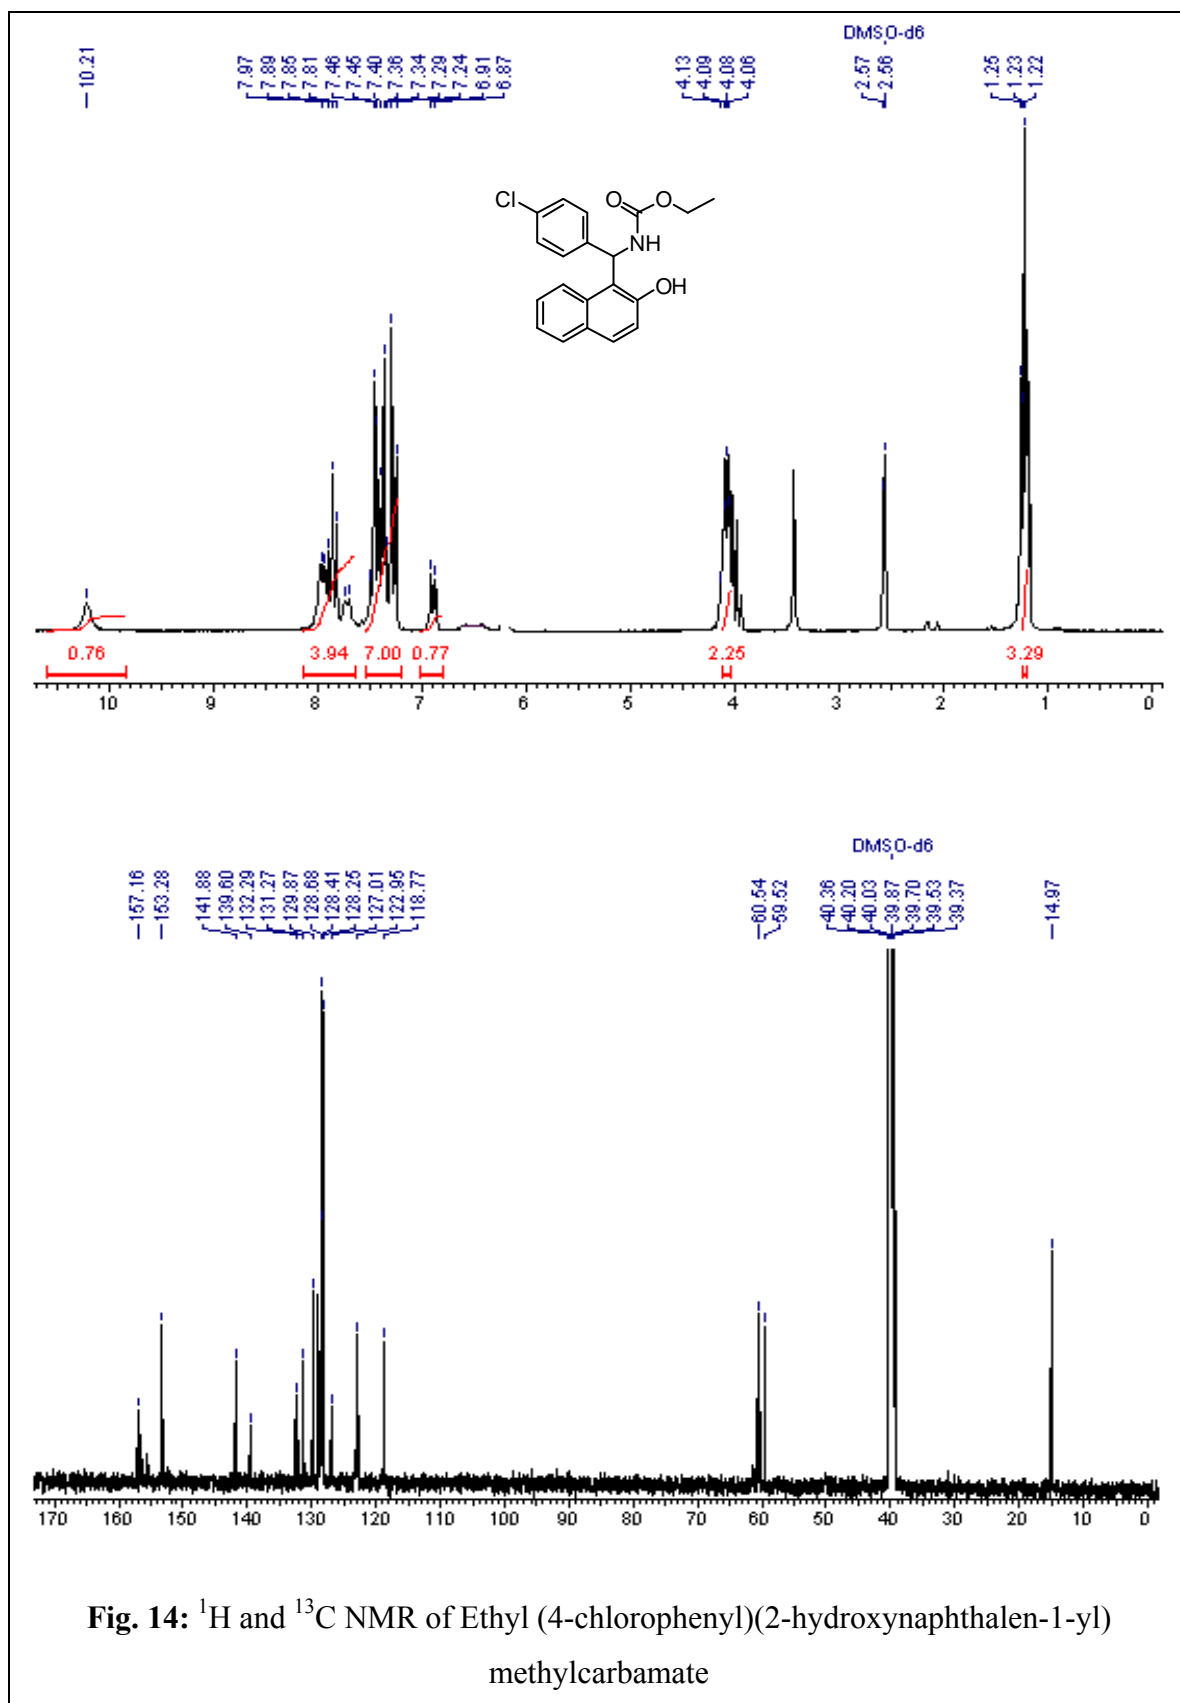 DMSO-d6
10.21
7.97 7.89 7.85 7.81 7.46 7.45 7.40 7.36 7.34 7.29 7.24 6.91 6.87
4.13 4.09 4.08 4.06
2.57 2.56
1.25 1.23 1.22
Cl
O
O
NH
OH
0.76 3.94 7.00 0.77 2.25 3.29
10 9 8 7 6 5 4 3 2 1 0
DMSO-d6
157.16 153.28
141.88 139.60 132.29 131.27 129.87 128.68 128.41 128.25 127.01 122.95 118.77
60.54 59.52
40.36 40.20 40.03 39.87 39.70 39.53 39.37
14.97
170 160 150 140 130 120 110 100 90 80 70 60 50 40 30 20 10 0
Fig. 14: ¹H and ¹³C NMR of Ethyl (4-chlorophenyl)(2-hydroxynaphthalen-1-yl)
methylcarbamate